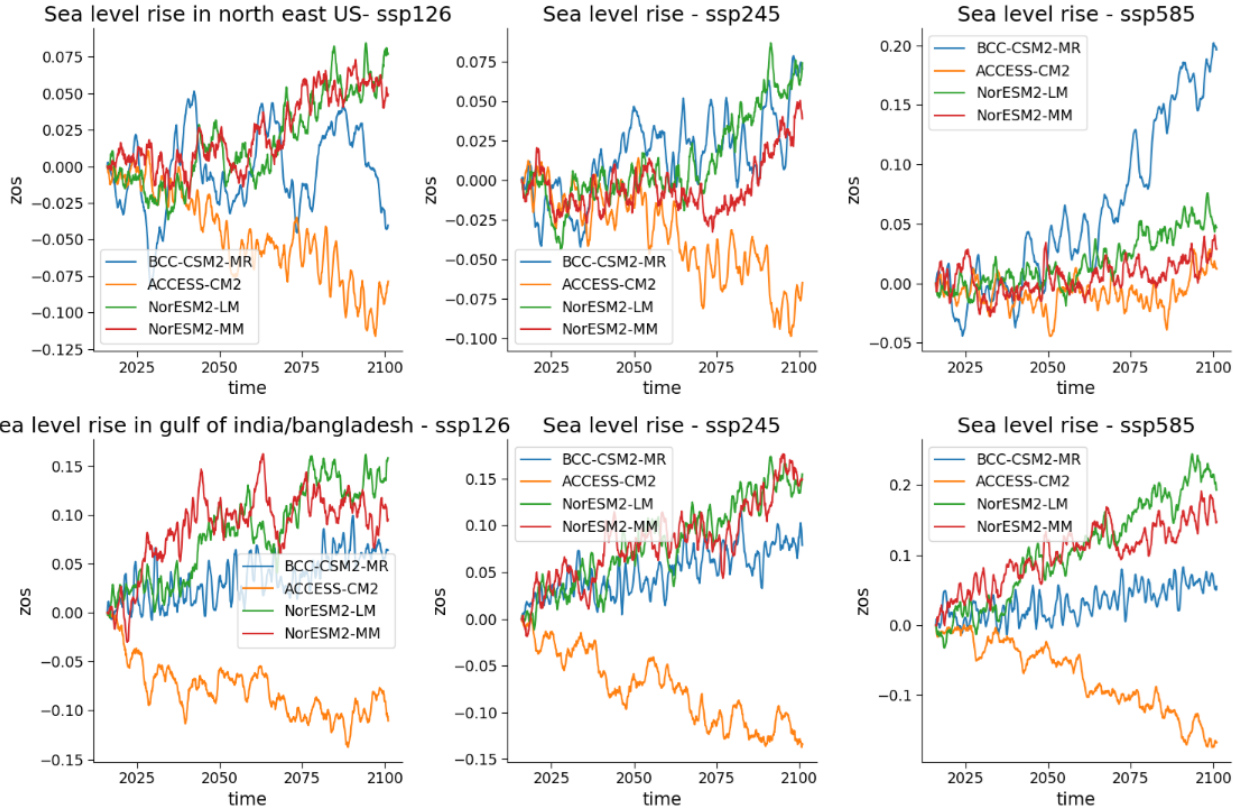 Sea level rise in north east US- ssp126
Sea level rise - ssp245
Sea level rise - ssp585
zos
0.075
0.050
0.025
0.000
−0.025
−0.050
−0.075
−0.100
−0.125
BCC-CSM2-MR
ACCESS-CM2
NorESM2-LM
NorESM2-MM
2025 2050 2075 2100
time
zos
0.075
0.050
0.025
0.000
−0.025
−0.050
−0.075
−0.100
BCC-CSM2-MR
ACCESS-CM2
NorESM2-LM
NorESM2-MM
2025 2050 2075 2100
time
zos
0.20
0.15
0.10
0.05
0.00
−0.05
BCC-CSM2-MR
ACCESS-CM2
NorESM2-LM
NorESM2-MM
2025 2050 2075 2100
time
ea level rise in gulf of india/bangladesh - ssp126
Sea level rise - ssp245
Sea level rise - ssp585
zos
0.15
0.10
0.05
0.00
−0.05
−0.10
−0.15
BCC-CSM2-MR
ACCESS-CM2
NorESM2-LM
NorESM2-MM
2025 2050 2075 2100
time
zos
0.15
0.10
0.05
0.00
−0.05
−0.10
−0.15
BCC-CSM2-MR
ACCESS-CM2
NorESM2-LM
NorESM2-MM
2025 2050 2075 2100
time
zos
0.2
0.1
0.0
−0.1
BCC-CSM2-MR
ACCESS-CM2
NorESM2-LM
NorESM2-MM
2025 2050 2075 2100
time